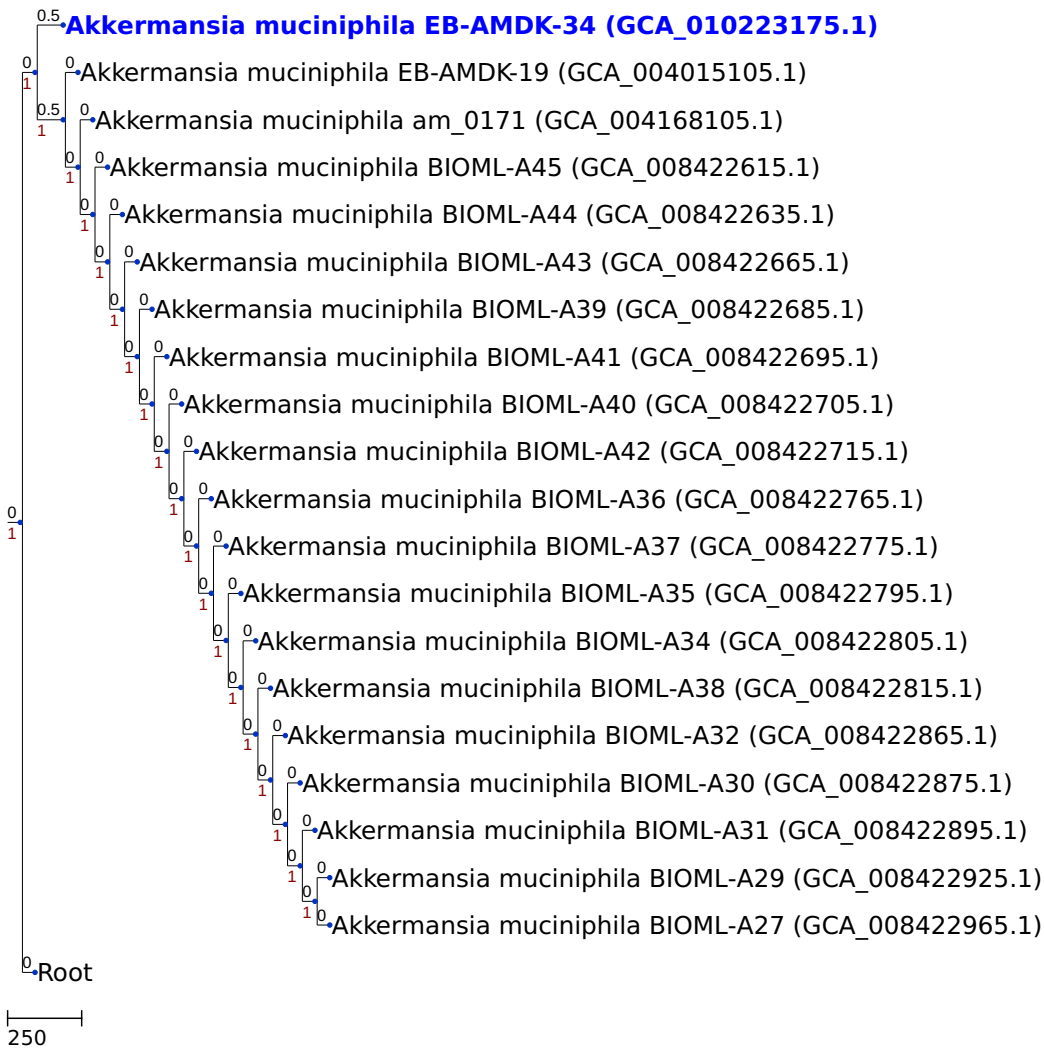 0.5
Akkermansia muciniphila EB-AMDK-34 (GCA_010223175.1)
0
1
0
Akkermansia muciniphila EB-AMDK-19 (GCA_004015105.1)
0.5
1
0
Akkermansia muciniphila am_0171 (GCA_004168105.1)
0
1
0
Akkermansia muciniphila BIOML-A45 (GCA_008422615.1)
0
1
0
Akkermansia muciniphila BIOML-A44 (GCA_008422635.1)
0
1
0
Akkermansia muciniphila BIOML-A43 (GCA_008422665.1)
0
1
0
Akkermansia muciniphila BIOML-A39 (GCA_008422685.1)
0
1
0
Akkermansia muciniphila BIOML-A41 (GCA_008422695.1)
0
1
0
Akkermansia muciniphila BIOML-A40 (GCA_008422705.1)
0
1
0
Akkermansia muciniphila BIOML-A42 (GCA_008422715.1)
0
1
0
Akkermansia muciniphila BIOML-A36 (GCA_008422765.1)
0
1
0
1
0
Akkermansia muciniphila BIOML-A37 (GCA_008422775.1)
0
1
0
Akkermansia muciniphila BIOML-A35 (GCA_008422795.1)
0
1
0
Akkermansia muciniphila BIOML-A34 (GCA_008422805.1)
0
1
0
Akkermansia muciniphila BIOML-A38 (GCA_008422815.1)
0
1
0
Akkermansia muciniphila BIOML-A32 (GCA_008422865.1)
0
1
0
Akkermansia muciniphila BIOML-A30 (GCA_008422875.1)
0
1
0
Akkermansia muciniphila BIOML-A31 (GCA_008422895.1)
0
1
0
Akkermansia muciniphila BIOML-A29 (GCA_008422925.1)
0
1
0
Akkermansia muciniphila BIOML-A27 (GCA_008422965.1)
0
Root
250